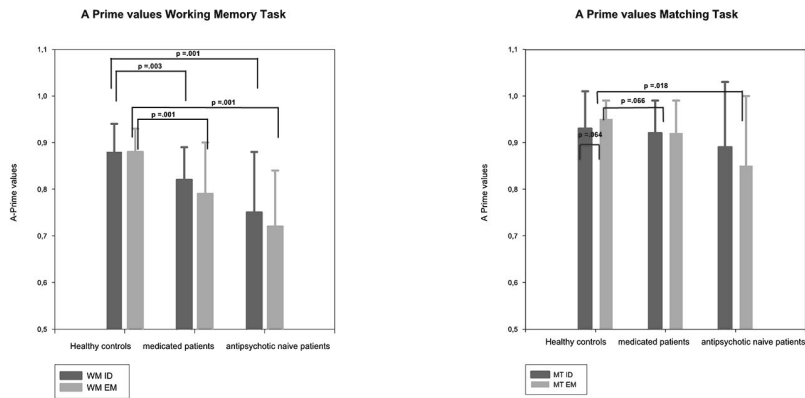 A Prime values Working Memory Task
A-Prime values
1,1
1,0
0,9
0,8
0,7
0,6
0,5
p =.001
p =.003
p =.001
p =.001
Healthy controls
medicated patients
antipsychotic naive patients
WM ID
WM EM
A Prime values Matching Task
A Prime values
1,1
1,0
0,9
0,8
0,7
0,6
0,5
p =.018
p =.066
p =.064
Healthy controls
medicated patients
antipsychotic naive patients
MT ID
MT EM